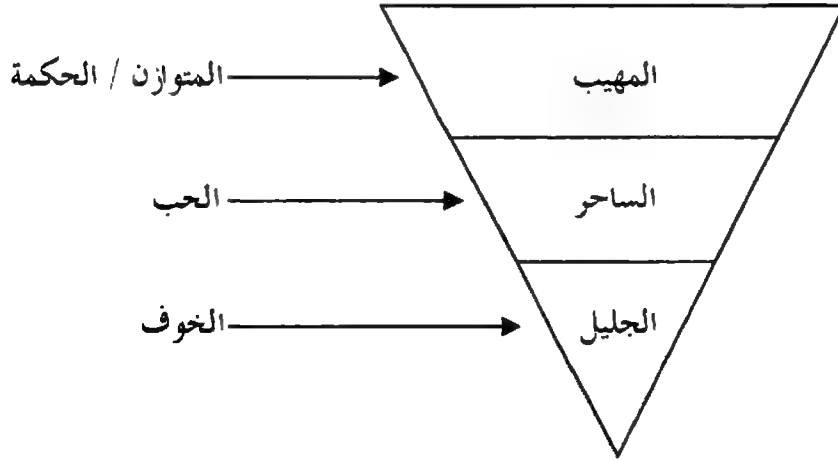 المهيب
المتوازن / الحكمة
الساحر
الحب
الجليل
الخوف